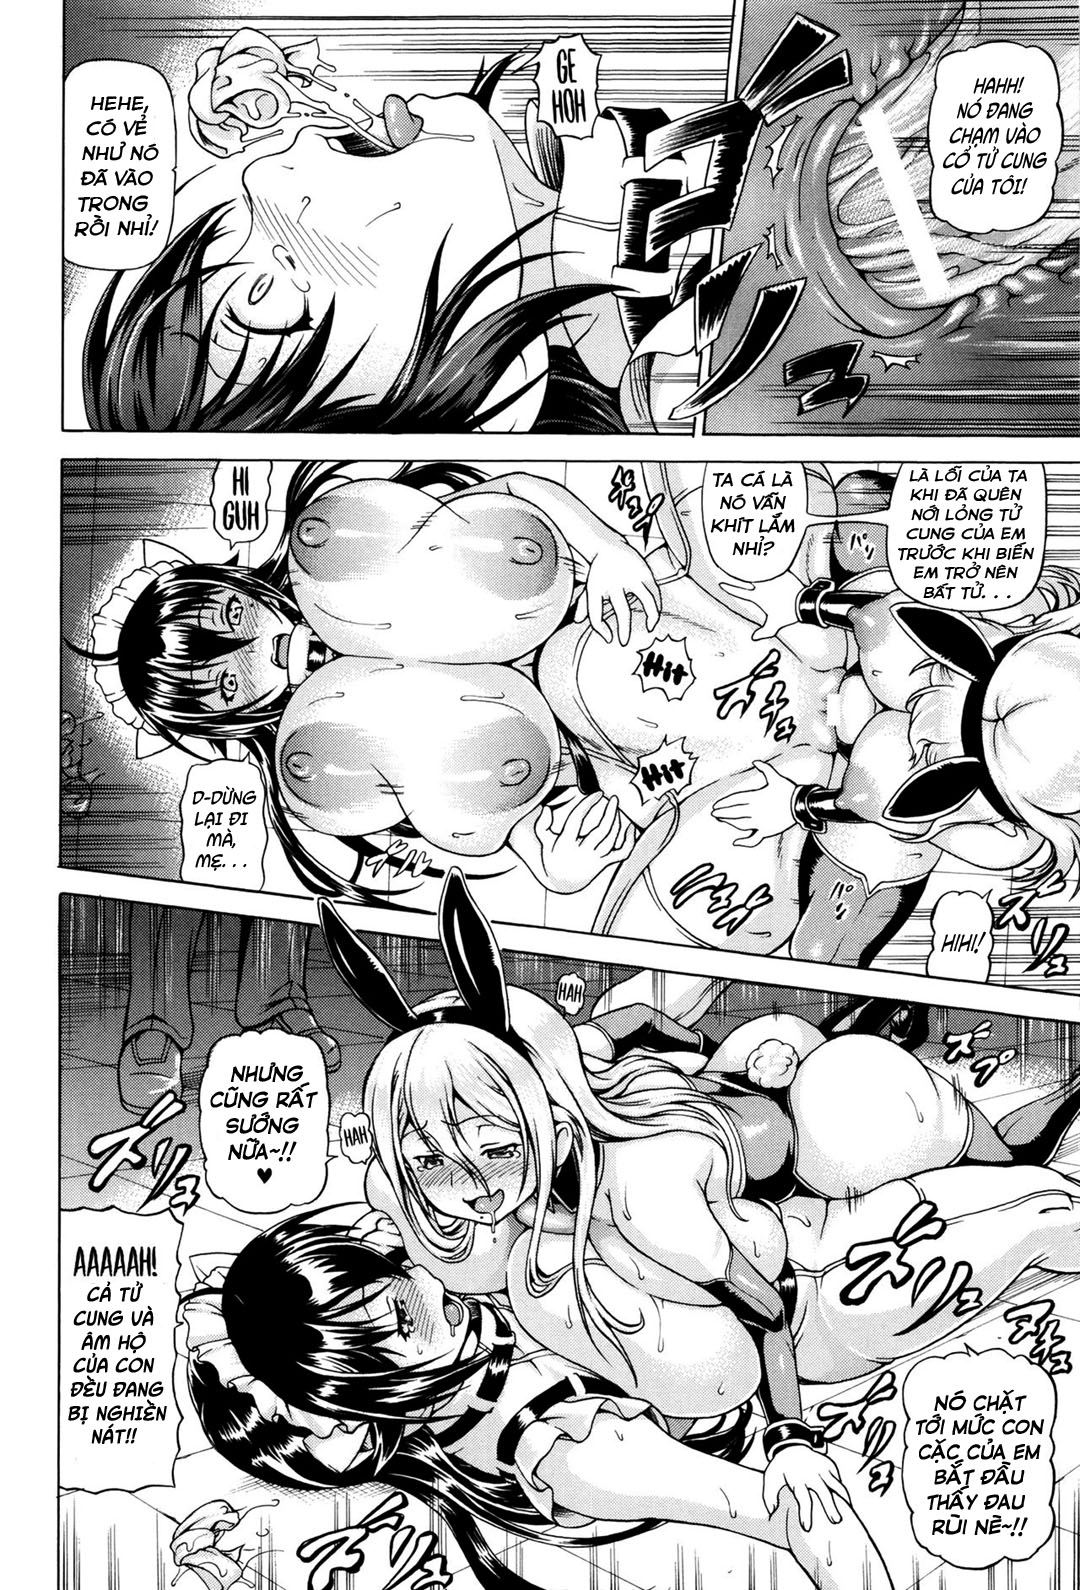 HAHH!
NÓ ĐANG
CHẠM VÀO
CỔ TỬ CUNG
CỦA TÔI!
GE
HOH
HEHE,
CÓ VẺ
NHƯ NÓ
ĐÃ VÀO
TRONG
RỒI NHỈ!
LÀ LỖI CỦA TA
KHI ĐÃ QUÊN
NỚI LỎNG TỬ
CUNG CỦA EM
TRƯỚC KHI BIẾN
EM TRỞ NÊN
BẤT TỬ. . .
TA CÁ LÀ
NÓ VẪN
KHÍT LẮM
NHỈ?
HI
GUH
Hit
Hit
D-DỪNG
LẠI ĐI
MÀ,
MẸ. . .
HIHI!
HAH
HAH
NHƯNG
CŨNG RẤT
SƯỚNG
NỮA~!!
♥
AAAAAH!
CẢ TỬ
CUNG VÀ
ÂM HỘ
CỦA CON
ĐỀU ĐANG
BỊ NGHIỀN
NÁT!!
NÓ CHẶT
TỚI MỨC CON
CẶC CỦA EM
BẮT ĐẦU
THẤY ĐAU
RŨI NÈ~!!